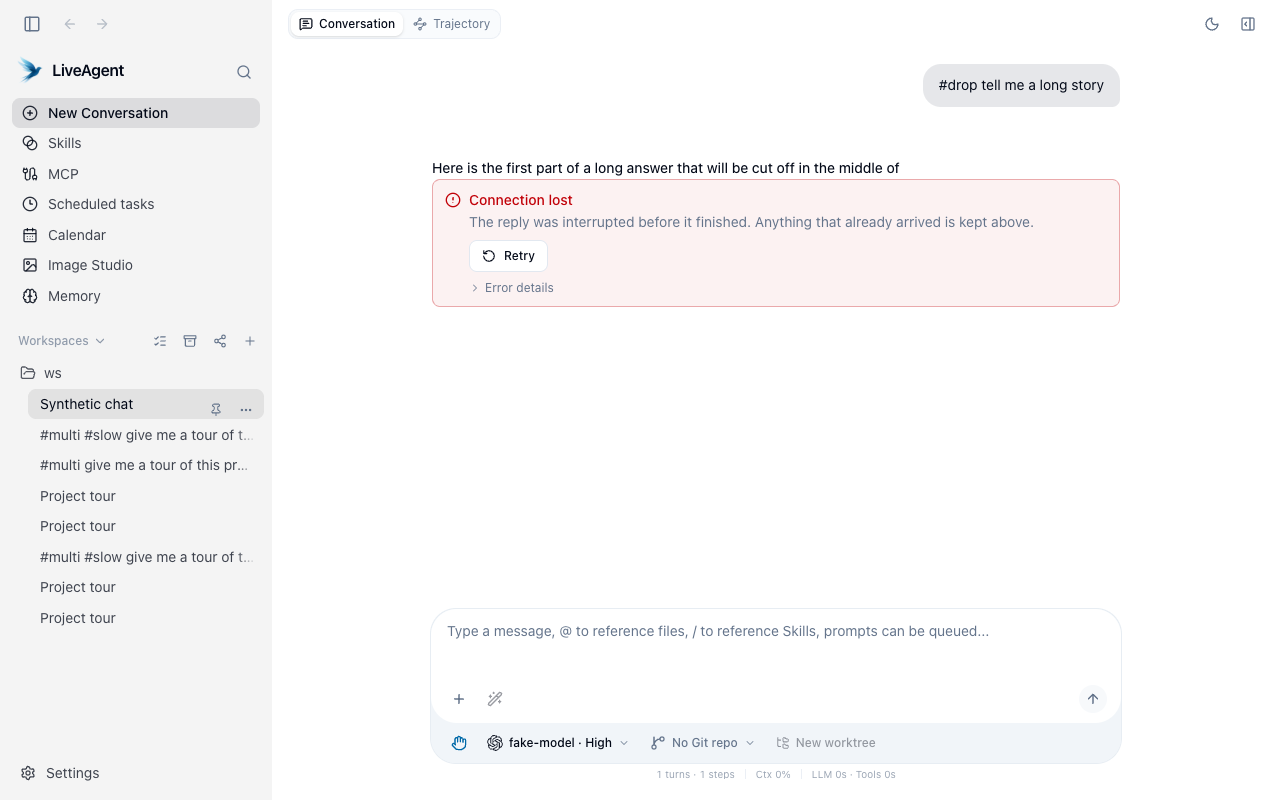 Conversation
Trajectory
LiveAgent
New Conversation
Skills
MCP
Scheduled tasks
Calendar
Image Studio
Memory
Workspaces
ws
Synthetic chat
#multi #slow give me a tour of t...
#multi give me a tour of this pr...
Project tour
Project tour
#multi #slow give me a tour of t...
Project tour
Project tour
Settings
#drop tell me a long story
Here is the first part of a long answer that will be cut off in the middle of
Connection lost
The reply was interrupted before it finished. Anything that already arrived is kept above.
Retry
Error details
Type a message, @ to reference files, / to reference Skills, prompts can be queued...
fake-model · High
No Git repo
New worktree
1 turns · 1 steps
Ctx 0%
LLM 0s · Tools 0s